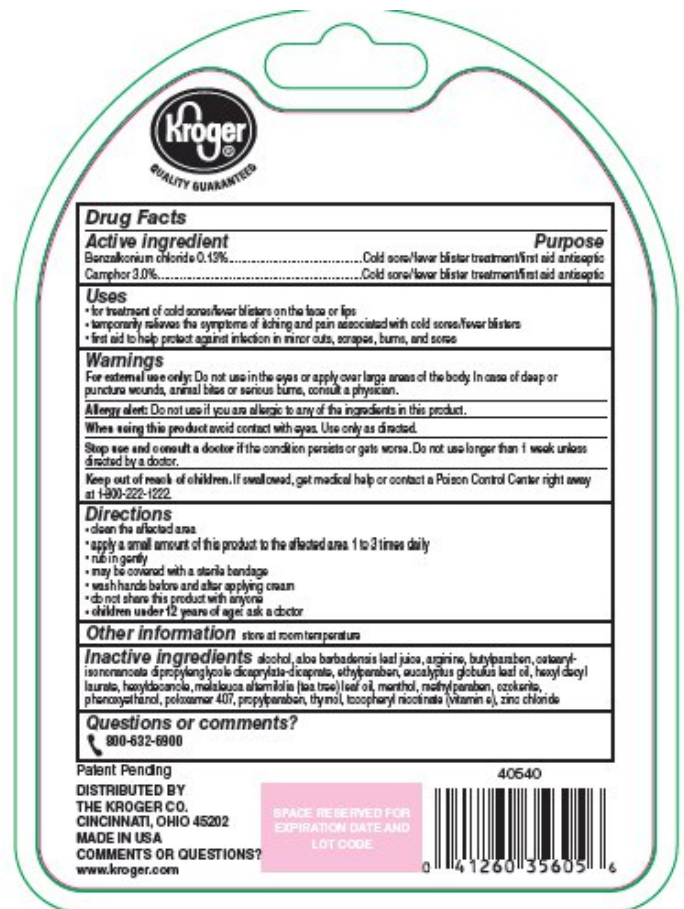 Kroger
®
QUALITY GUARANTEED
Drug Facts
Active ingredient Purpose
Benzalkonium chloride 0.13%..........Cold sore/fever blister treatment/first aid antiseptic
Camphor 3.0%..........Cold sore/fever blister treatment/first aid antiseptic
Uses
• for treatment of cold sores/fever blisters on the face or lips
• temporarily relieves the symptoms of itching and pain associated with cold sores/fever blisters
• first aid to help protect against infection in minor cuts, scrapes, burns, and sores
Warnings
For external use only: Do not use in the eyes or apply over large areas of the body. In case of deep or
puncture wounds, animal bites or serious burns, consult a physician.
Allergy alert: Do not use if you are allergic to any of the ingredients in this product.
When using this product avoid contact with eyes. Use only as directed.
Stop use and consult a doctor if the condition persists or gets worse. Do not use longer than 1 week unless
directed by a doctor.
Keep out of reach of children. If swallowed, get medical help or contact a Poison Control Center right away
at 1-800-222-1222.
Directions
• clean the affected area
• apply a small amount of this product to the affected area 1 to 3 times daily
• rub in gently
• may be covered with a sterile bandage
• wash hands before and after applying cream
• do not share this product with anyone
• children under 12 years of age: ask a doctor
Other information store at room temperature
Inactive ingredients alcohol, aloe barbadensis leaf juice, arginine, butylparaben, cetearyl-
isononanoate dipropylenglycole dicaprylate-dicaprate, ethylparaben, eucalyptus globulus leaf oil, hexyl decyl
laurate, hexyldecanole, melaleuca alternifolia (tea tree) leaf oil, menthol, methylparaben, ozokerite,
phenoxyethanol, poloxamer 407, propylparaben, thymol, tocopheryl nicotinate (vitamin e), zinc chloride
Questions or comments?
800-632-6900
Patent Pending
DISTRIBUTED BY
THE KROGER CO.
CINCINNATI, OHIO 45202
MADE IN USA
COMMENTS OR QUESTIONS?
www.kroger.com
SPACE RESERVED FOR
EXPIRATION DATE AND
LOT CODE
40540
0 41260 35605 6